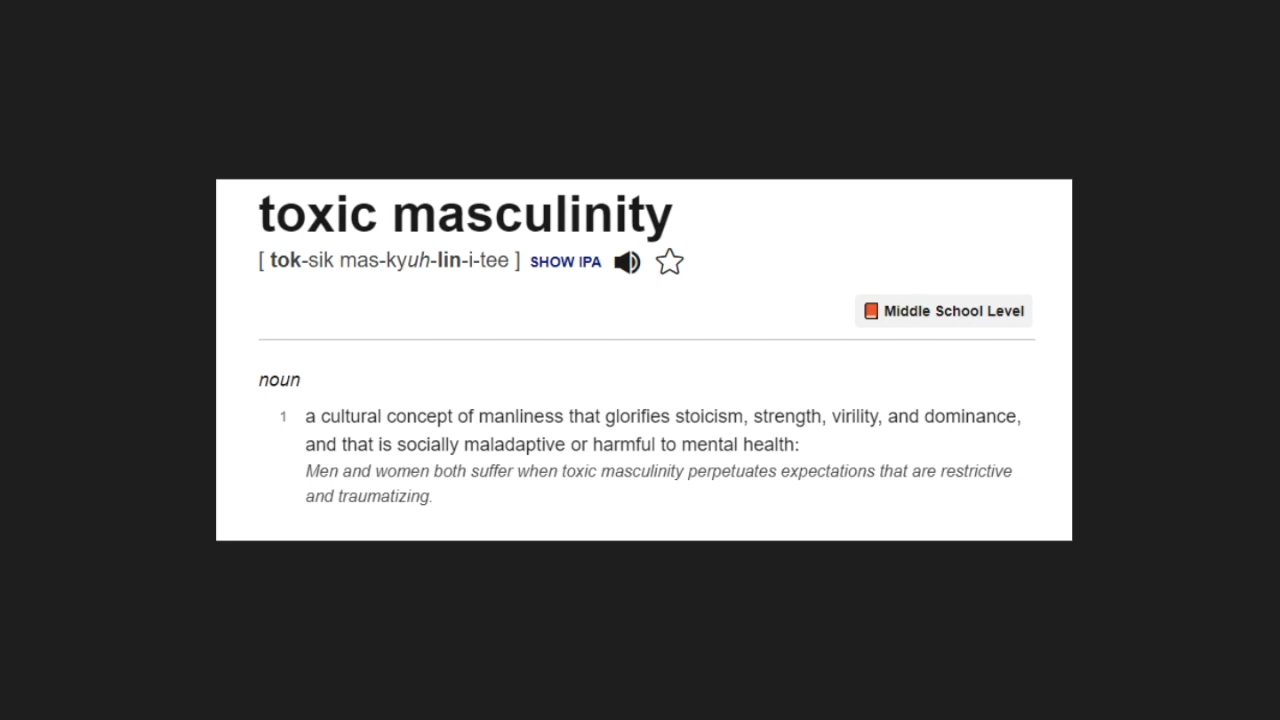 toxic masculinity
[ tok-sik mas-kyuh-lin-i-tee ] SHOW IPA
Middle School Level
noun
1 a cultural concept of manliness that glorifies stoicism, strength, virility, and dominance,
and that is socially maladaptive or harmful to mental health:
Men and women both suffer when toxic masculinity perpetuates expectations that are restrictive
and traumatizing.